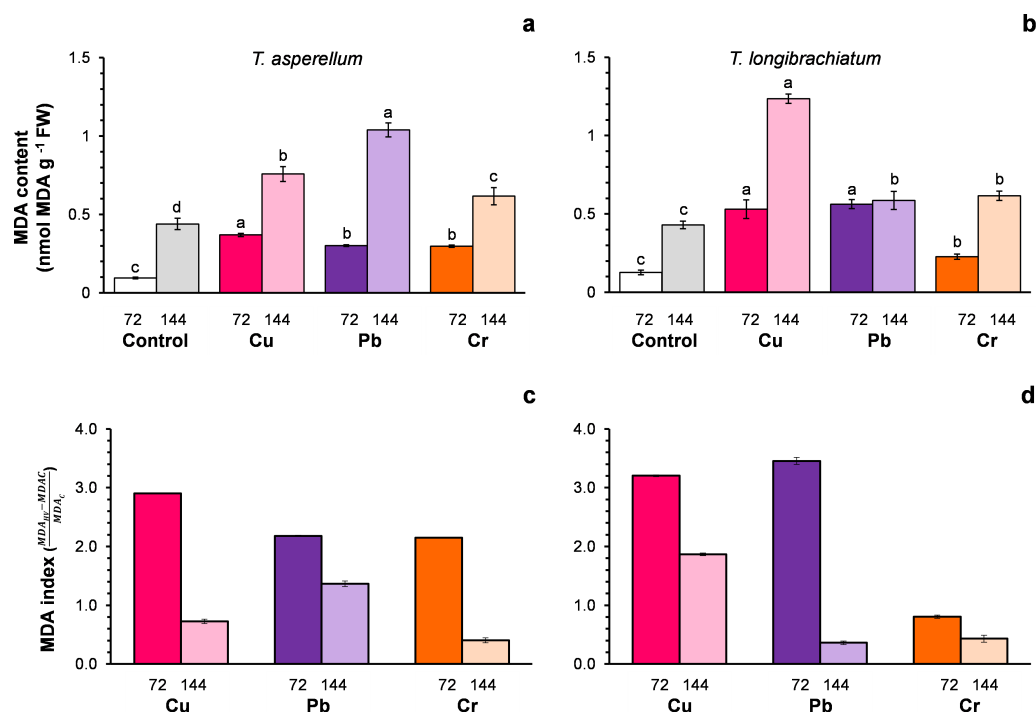 a
b
T. asperellum
T. longibrachiatum
MDA content
(nmol MDA g -1 FW)
1.5
1
0.5
0
c
d
a
b
b
a
b
c
72 144 72 144 72 144 72 144
Control Cu Pb Cr
1.5
1
0.5
0
c
c
a
a
a
b
b
b
72 144 72 144 72 144 72 144
Control Cu Pb Cr
c
d
MDA index (MDA_HV−MDAC / MDA_C)
4.0
3.0
2.0
1.0
0.0
72 144 72 144 72 144
Cu Pb Cr
4.0
3.0
2.0
1.0
0.0
72 144 72 144 72 144
Cu Pb Cr